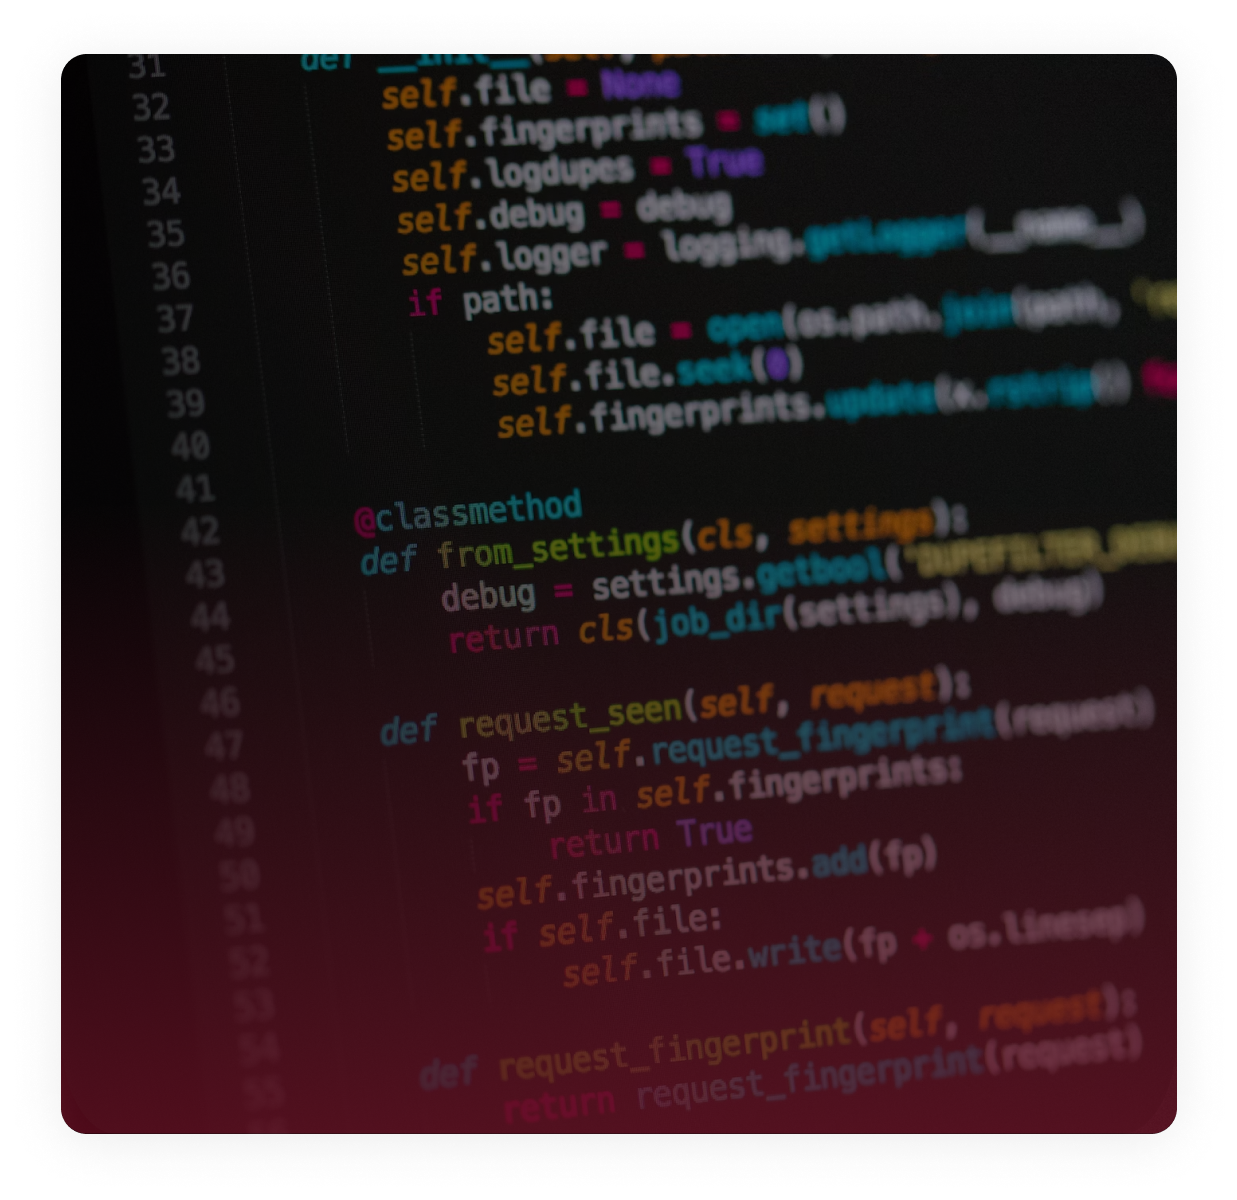 31 def __init__(self,
32 self.file = None
33 self.fingerprints = set()
34 self.logdupes = True
35 self.debug = debug
36 self.logger = logging.getLogger(__name__)
37 if path:
38 self.file = open(os.path.join(path,
39 self.file.seek(0)
40 self.fingerprints.update(x.rstrip()
41
42 @classmethod
43 def from_settings(cls, settings):
44 debug = settings.getbool('DUPEFILTER_
45 return cls(job_dir(settings), debug)
46
47 def request_seen(self, request):
48 fp = self.request_fingerprint(request)
49 if fp in self.fingerprints:
50 return True
51 self.fingerprints.add(fp)
52 if self.file:
53 self.file.write(fp + os.linesep)
54
55 def request_fingerprint(self, request):
return request_fingerprint(request)